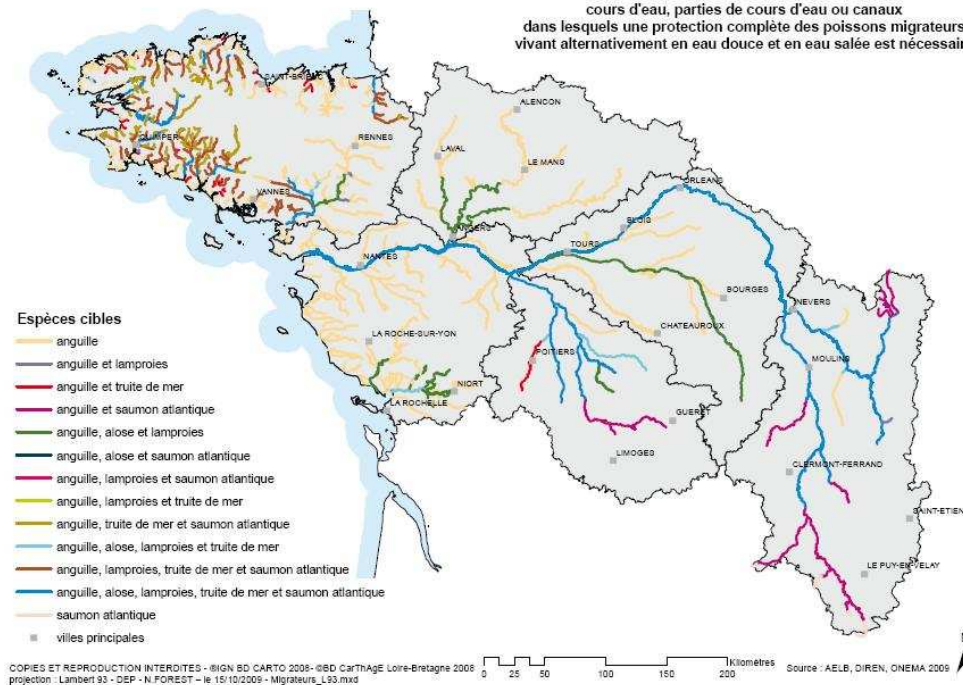 cours d'eau, parties de cours d'eau ou canaux
dans lesquels une protection complète des poissons migrateurs
vivant alternativement en eau douce et en eau salée est nécessair
ALENCON
SAINT-BRIEUC
QUIMPER
RENNES
LAVAL
LE MANS
VANNES
ORLEANS
BLOIS
ANGERS
TOURS
NANTES
BOURGES
NEVERS
LA ROCHE-SUR-YON
CHATEAUROUX
POITIERS
MOULINS
NIORT
LA ROCHELLE
GUERET
LIMOGES
CLERMONT-FERRAND
SAINT-ETIEN
LE PUY-EN-VELAY
Espèces cibles
anguille
anguille et lamproies
anguille et truite de mer
anguille et saumon atlantique
anguille, alose et lamproies
anguille, alose et saumon atlantique
anguille, lamproies et saumon atlantique
anguille, lamproies et truite de mer
anguille, truite de mer et saumon atlantique
anguille, alose, lamproies et truite de mer
anguille, lamproies, truite de mer et saumon atlantique
anguille, alose, lamproies, truite de mer et saumon atlantique
saumon atlantique
villes principales
COPIES ET REPRODUCTION INTERDITES - ©IGN BD CARTO 2008- ©BD CarThAgE Loire-Bretagne 2008
projection : Lambert 93 - DEP - N.FOREST – le 15/10/2009 - Migrateurs_L93.mxd
Kilomètres
0 12,5 25 50 100 150 200
Source : AELB, DIREN, ONEMA 2009